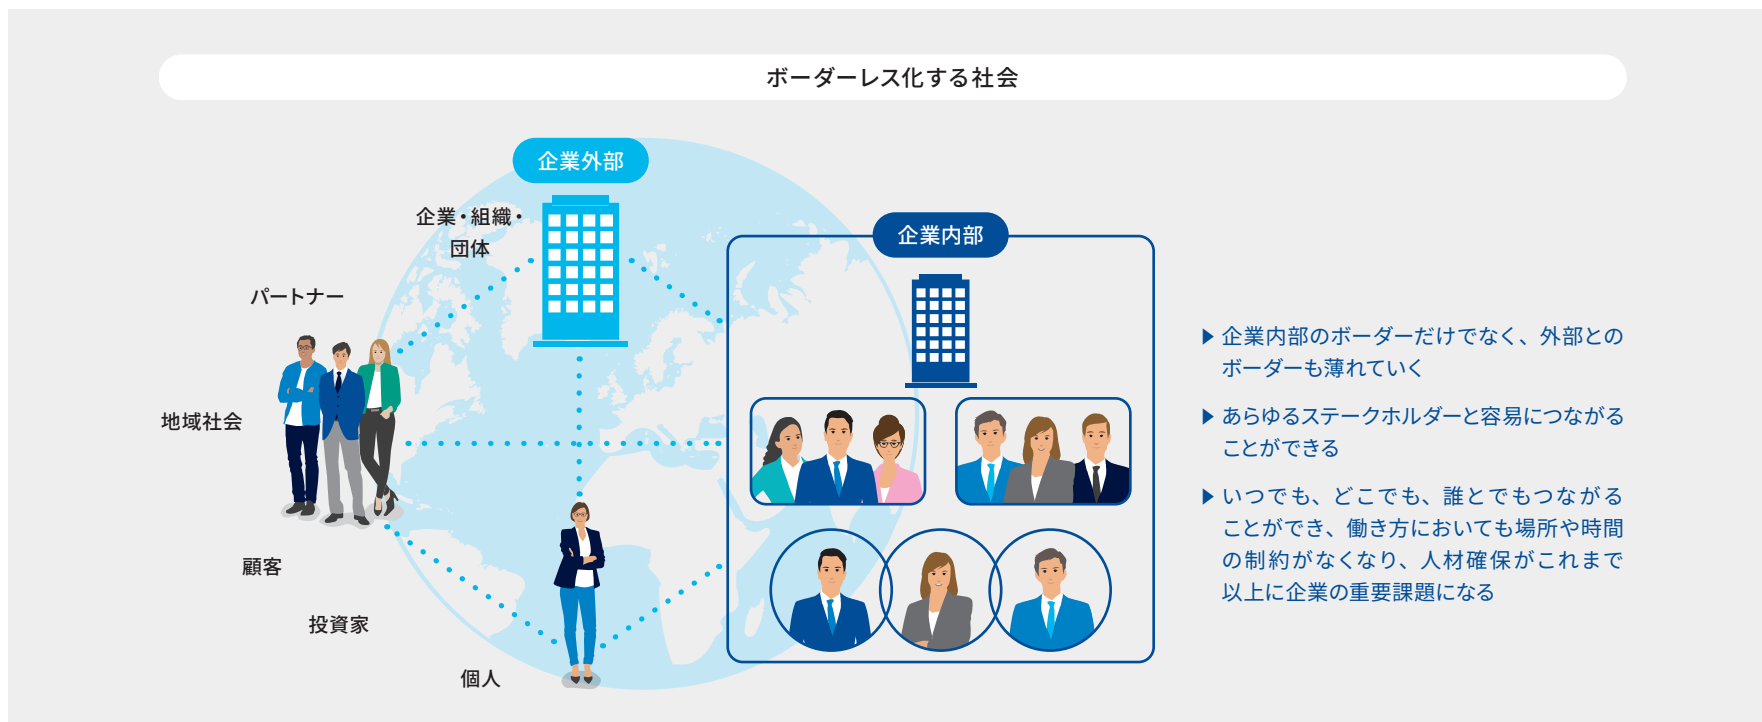 ボーダーレス化する社会
企業外部
企業・組織・
団体
パートナー
地域社会
顧客
投資家
個人
企業内部
▶企業内部のボーダーだけでなく、外部との
ボーダーも薄れていく
▶あらゆるステークホルダーと容易につながる
ことができる
▶いつでも、どこでも、誰とでもつながる
ことができ、働き方においても場所や時間
の制約がなくなり、人材確保がこれまで
以上に企業の重要課題になる